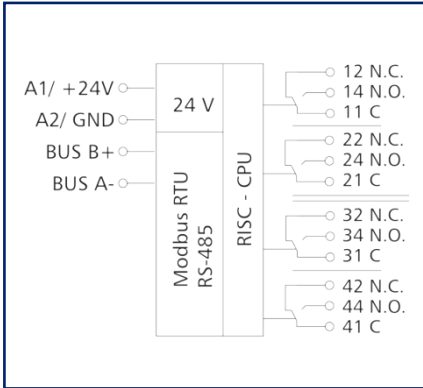 A1/ +24V
A2/ GND
BUS B+
BUS A-
24 V
Modbus RTU
RS-485
RISC - CPU
12 N.C.
14 N.O.
11 C
22 N.C.
24 N.O.
21 C
32 N.C.
34 N.O.
31 C
42 N.C.
44 N.O.
41 C